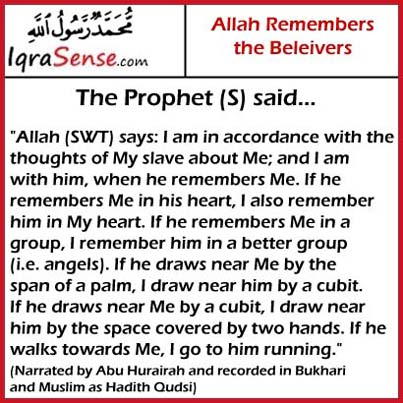 محمد رسول الله
IqraSense.com
Allah Remembers
the Beleivers
The Prophet (S) said...
"Allah (SWT) says: I am in accordance with the
thoughts of My slave about Me; and I am
with him, when he remembers Me. If he
remembers Me in his heart, I also remember
him in My heart. If he remembers Me in a
group, I remember him in a better group
(i.e. angels). If he draws near Me by the
span of a palm, I draw near him by a cubit.
If he draws near Me by a cubit, I draw near
him by the space covered by two hands. If he
walks towards Me, I go to him running."
(Narrated by Abu Hurairah and recorded in Bukhari
and Muslim as Hadith Qudsi)